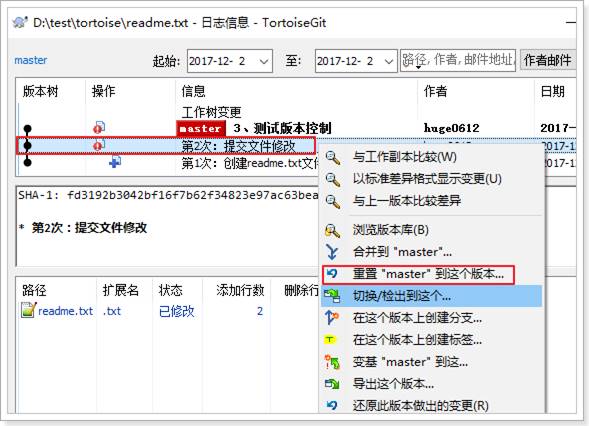 D:\test\tortoise\readme.txt - 日志信息 - TortoiseGit
master 起始: 2017-12- 2 至: 2017-12- 2 路径, 作者, 邮件地址, 作者邮件
版本树 操作 信息 作者 日期
工作树变更
master 3、测试版本控制 huge0612 2017-
第2次：提交文件修改 2017-
第1次：创建readme.txt文件 2017-
SHA-1: fd3192b3042bf16f7b62f34823e97ac63bea
* 第2次：提交文件修改
路径 扩展名 状态 添加行数 删除行
readme.txt .txt 已修改 2
与工作副本比较(W)
以标准差异格式显示变更(U)
与上一版本比较差异
浏览版本库(B)
合并到 "master"...
重置 "master" 到这个版本...
切换/检出到这个...
在这个版本上创建分支...
在这个版本上创建标签...
变基 "master" 到这...
导出这个版本...
还原此版本做出的变更(R)